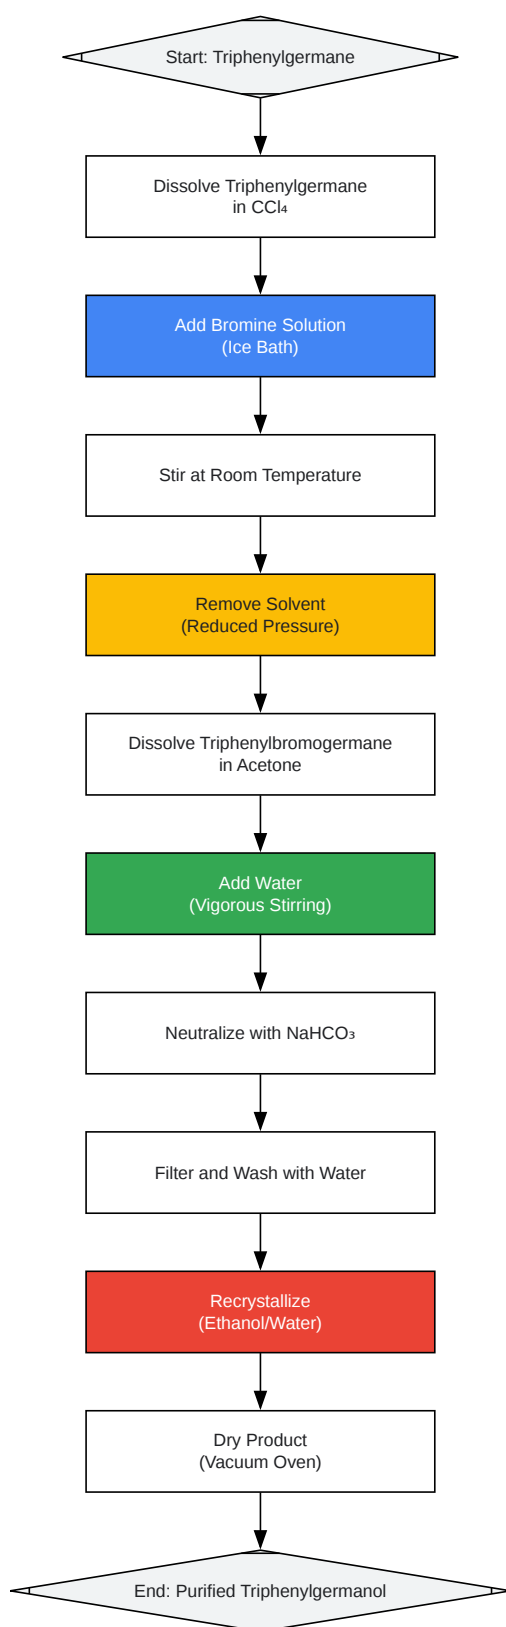 Start: Triphenylgermane
Dissolve Triphenylgermane
in CCl₄
Add Bromine Solution
(Ice Bath)
Stir at Room Temperature
Remove Solvent
(Reduced Pressure)
Dissolve Triphenylbromogermane
in Acetone
Add Water
(Vigorous Stirring)
Neutralize with NaHCO₃
Filter and Wash with Water
Recrystallize
(Ethanol/Water)
Dry Product
(Vacuum Oven)
End: Purified Triphenylgermanol